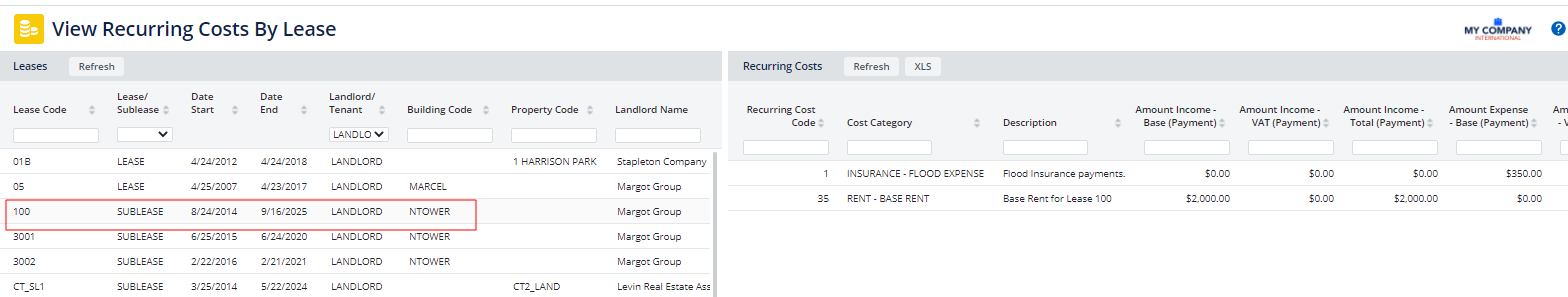 View Recurring Costs By Lease
MY COMPANY
INTERNATIONAL
?
Leases Refresh
Lease Code Lease/ Sublease Date Start Date End Landlord/ Tenant Building Code Property Code Landlord Name
LANDLO
01B LEASE 4/24/2012 4/24/2018 LANDLORD 1 HARRISON PARK Stapleton Company
05 LEASE 4/25/2007 4/23/2017 LANDLORD MARCEL Margot Group
100 SUBLEASE 8/24/2014 9/16/2025 LANDLORD NTOWER Margot Group
3001 SUBLEASE 6/25/2015 6/24/2020 LANDLORD NTOWER Margot Group
3002 SUBLEASE 2/22/2016 2/21/2021 LANDLORD NTOWER Margot Group
CT_SL1 SUBLEASE 3/25/2014 5/22/2024 LANDLORD CT2_LAND Levin Real Estate Ass
Recurring Costs Refresh XLS
Recurring Cost Code Cost Category Description Amount Income - Base (Payment) Amount Income - VAT (Payment) Amount Income - Total (Payment) Amount Expense - Base (Payment)
1 INSURANCE - FLOOD EXPENSE Flood Insurance payments. $0.00 $0.00 $0.00 $350.00
35 RENT - BASE RENT Base Rent for Lease 100 $2,000.00 $0.00 $2,000.00 $0.00